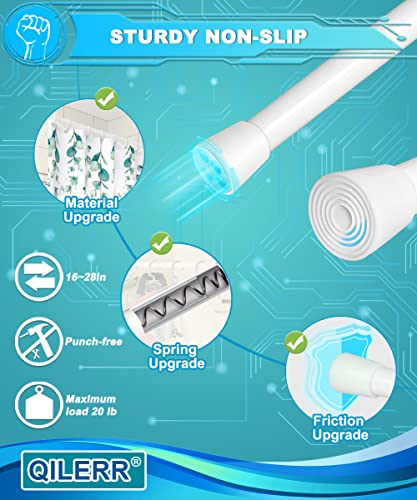 STURDY NON-SLIP
Material
Upgrade
16~28in
Punch-free
Spring
Upgrade
Maximum
load 20 lb
Friction
Upgrade
QILERR®